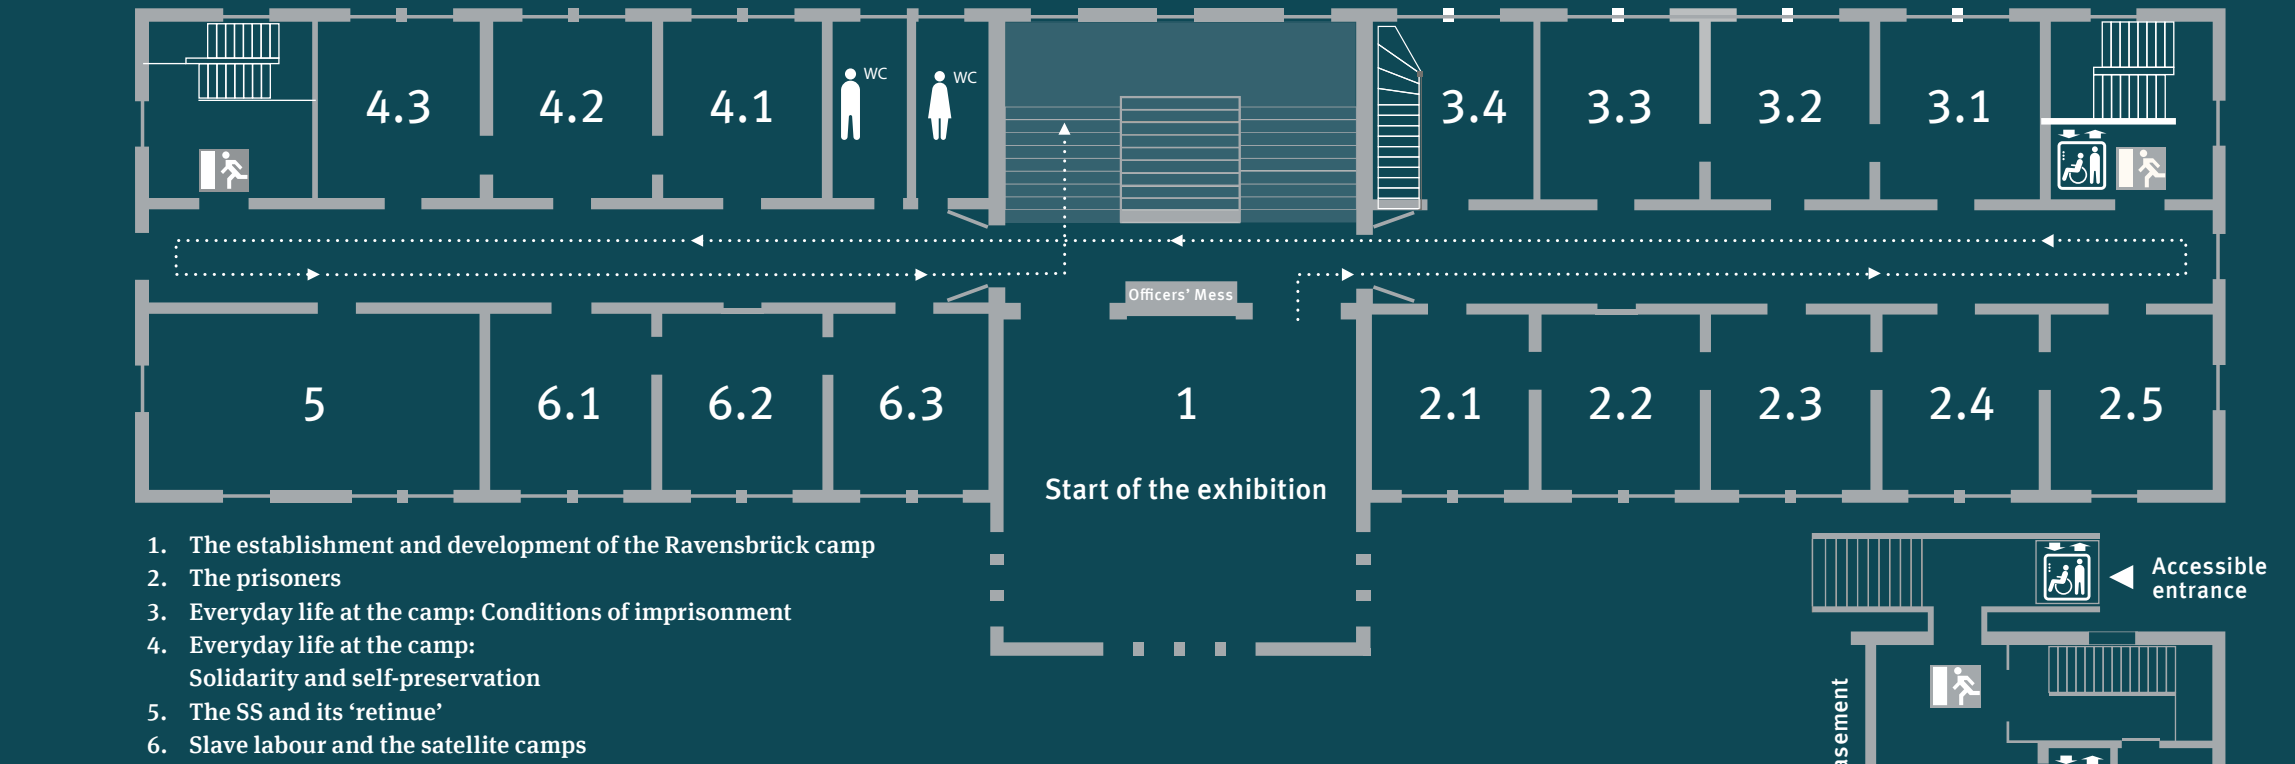 4.3
4.2
4.1
WC
WC
3.4
3.3
3.2
3.1
Officers' Mess
5
6.1
6.2
6.3
1
2.1
2.2
2.3
2.4
2.5
Start of the exhibition
1. The establishment and development of the Ravensbrück camp
2. The prisoners
3. Everyday life at the camp: Conditions of imprisonment
4. Everyday life at the camp:
Solidarity and self-preservation
5. The SS and its ‘retinue’
6. Slave labour and the satellite camps
Accessible
entrance